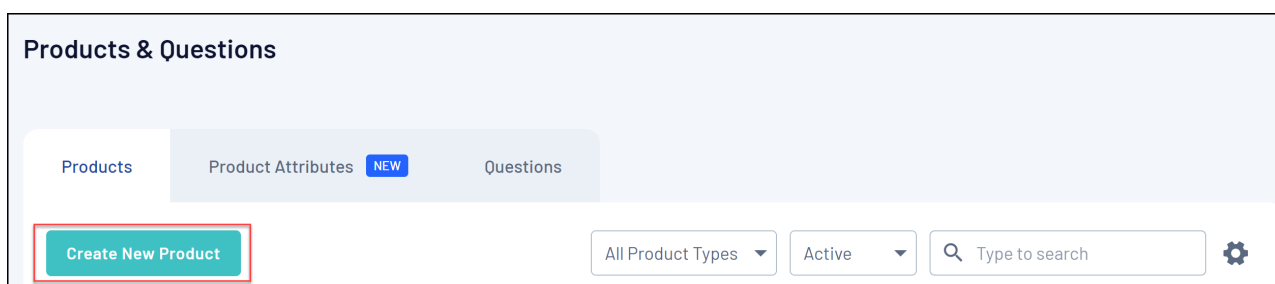 Products & Questions
Products
Product Attributes NEW
Questions
Create New Product
All Product Types
Active
Type to search